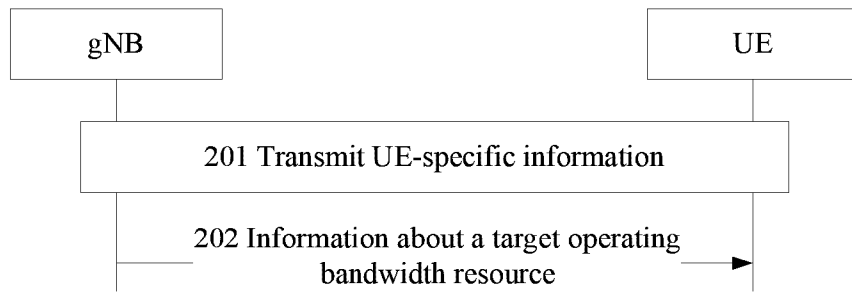 gNB
UE
201 Transmit UE-specific information
202 Information about a target operating
bandwidth resource